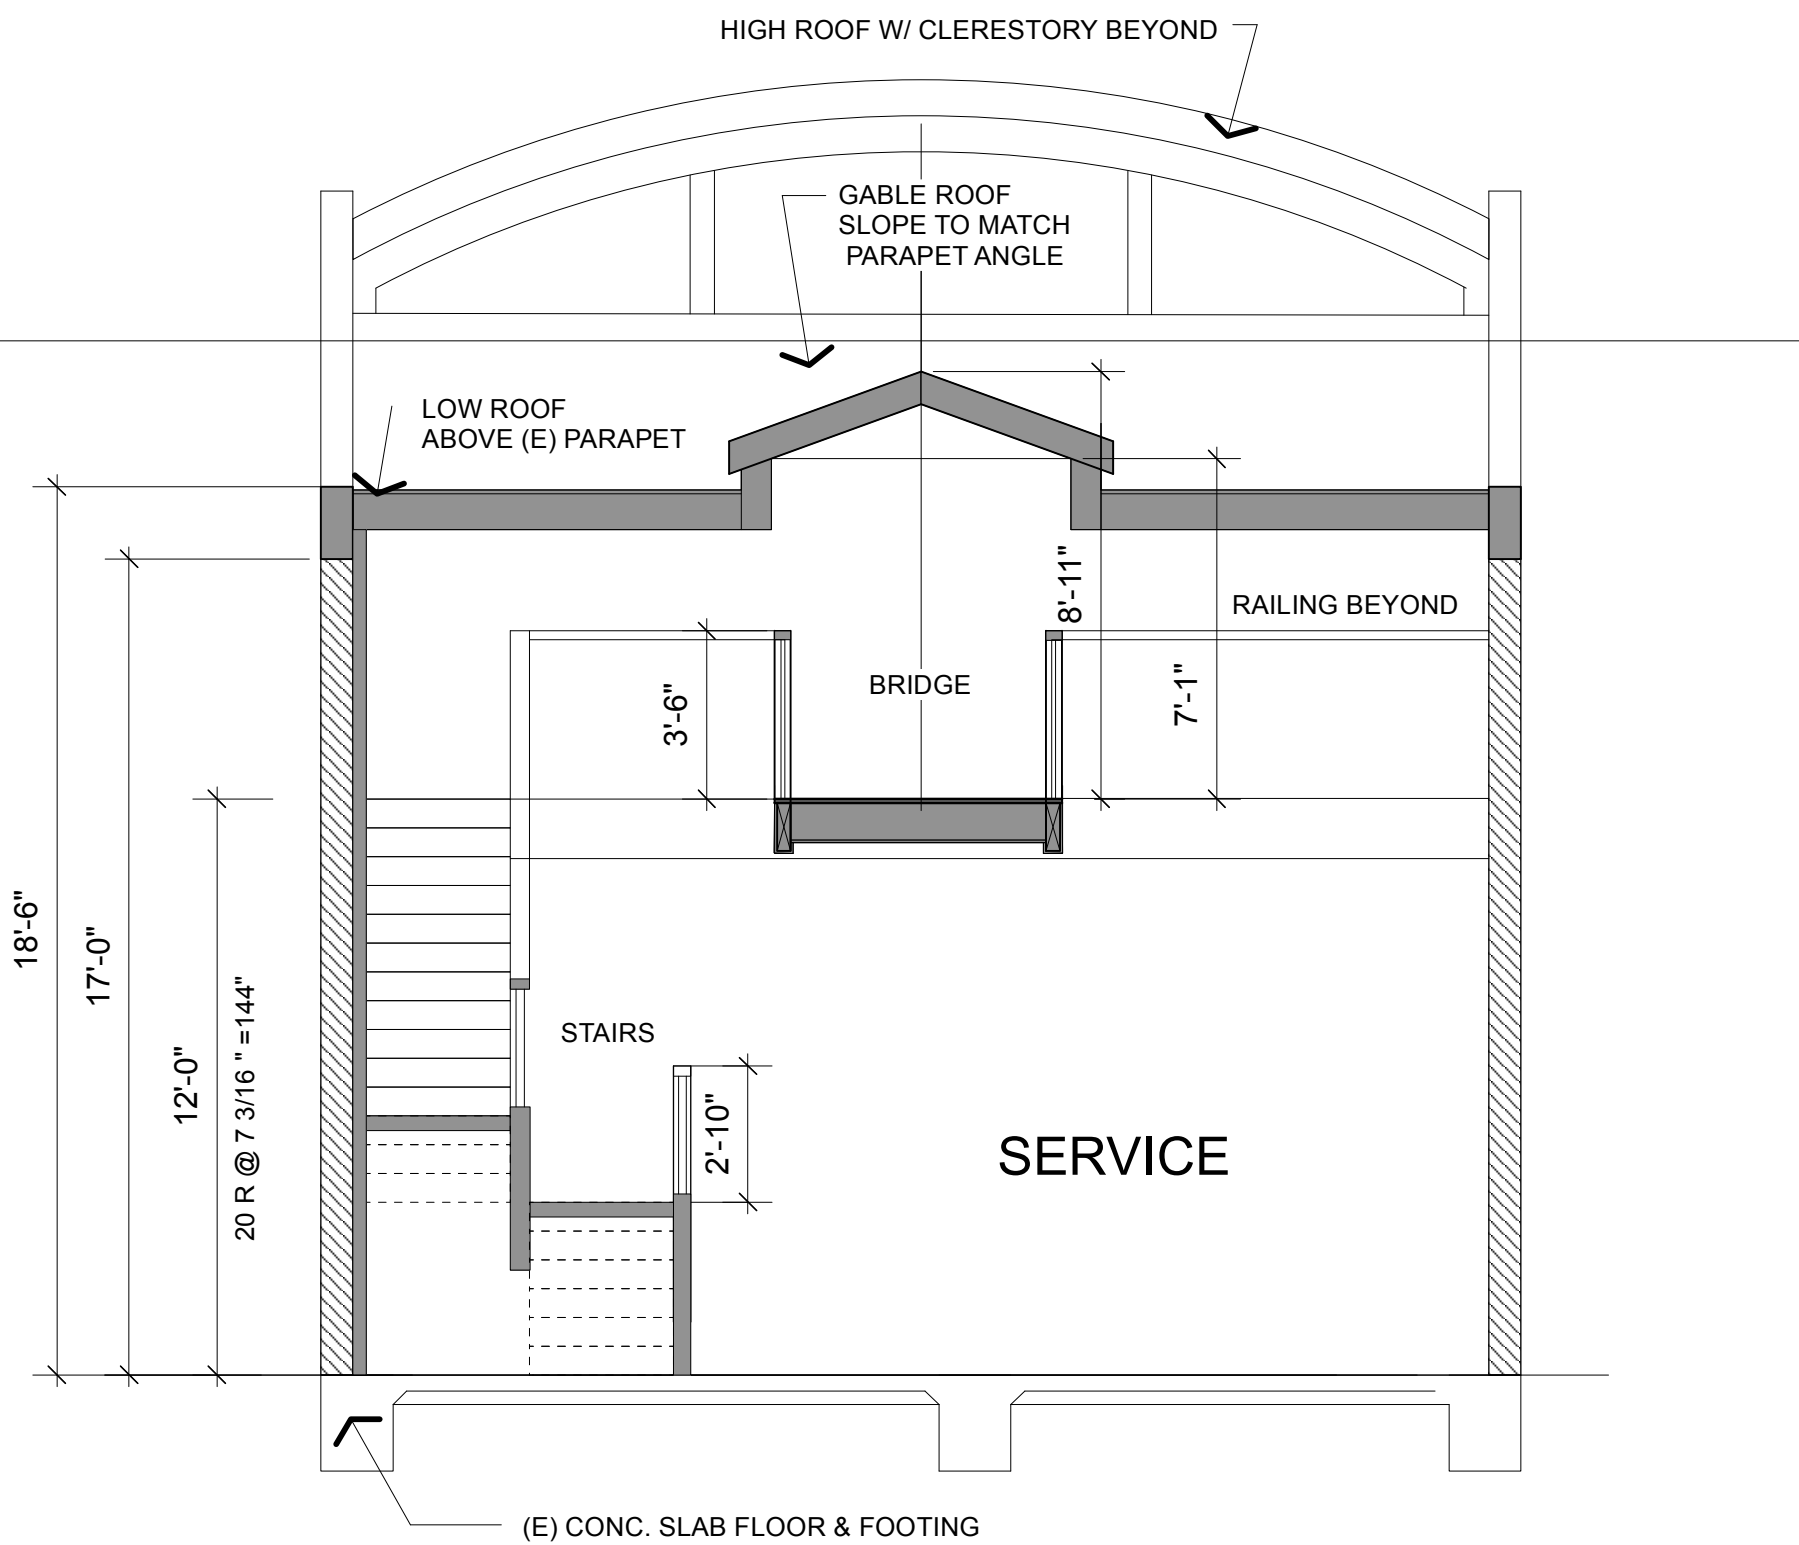 HIGH ROOF W/ CLERESTORY BEYOND
GABLE ROOF
SLOPE TO MATCH
PARAPET ANGLE
LOW ROOF
ABOVE (E) PARAPET
8'-11"
RAILING BEYOND
3'-6"
BRIDGE
7'-1"
18'-6"
17'-0"
12'-0"
20 R @ 7 3/16 " =144"
STAIRS
2'-10"
SERVICE
(E) CONC. SLAB FLOOR & FOOTING